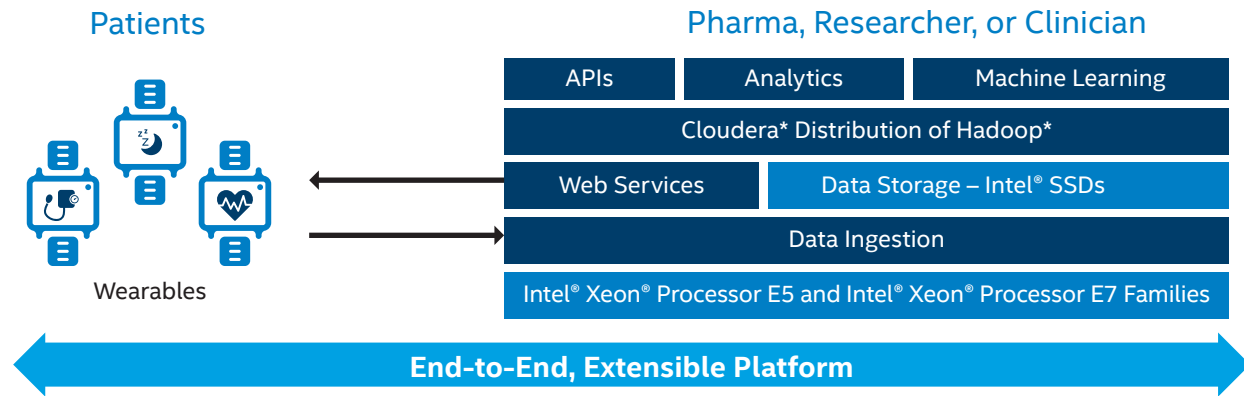 Patients
Pharma, Researcher, or Clinician
APIs
Analytics
Machine Learning
Cloudera* Distribution of Hadoop*
Web Services
Data Storage – Intel® SSDs
Data Ingestion
Intel® Xeon® Processor E5 and Intel® Xeon® Processor E7 Families
z z
Z
Wearables
End-to-End, Extensible Platform